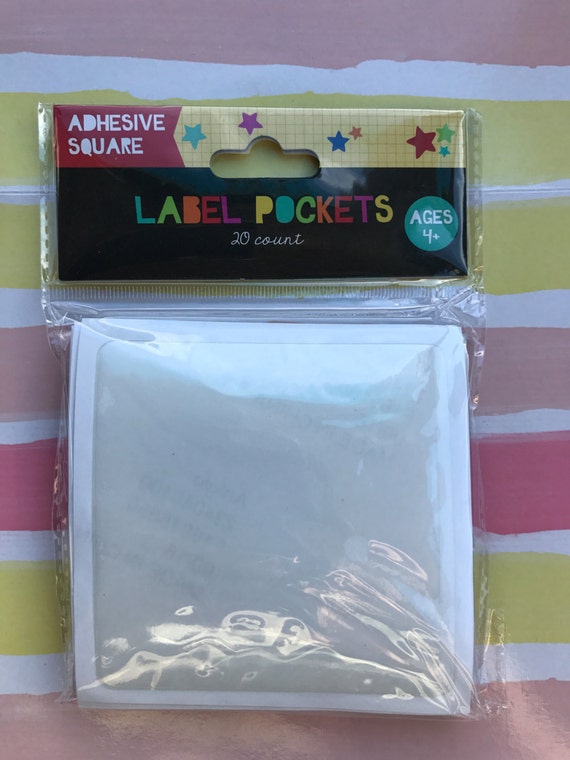 ADHESIVE
SQUARE
LABEL POCKETS
20 count
AGES
4+